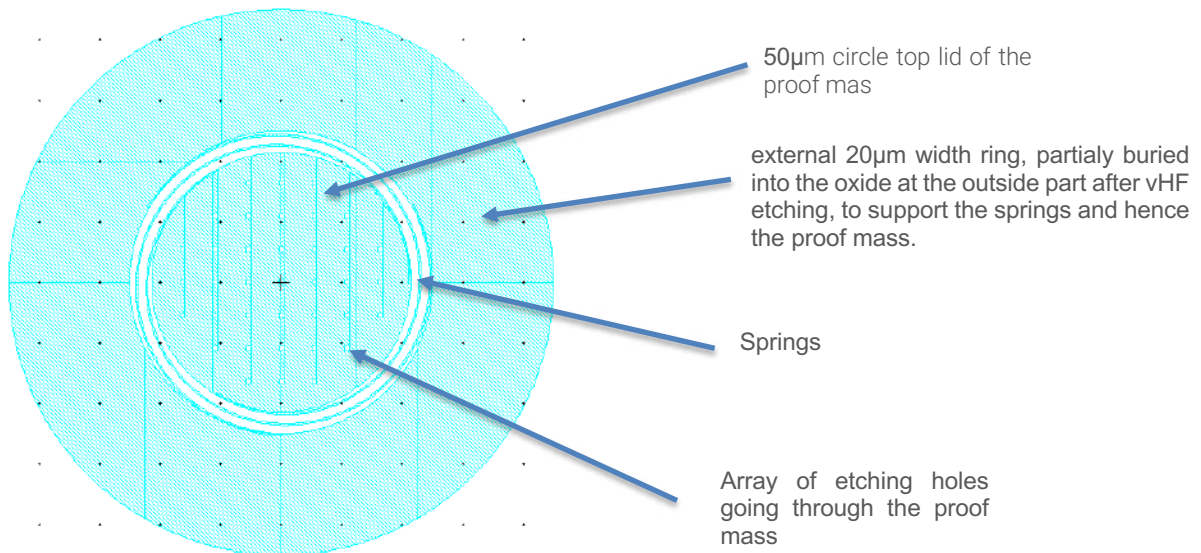 50µm circle top lid of the
proof mas
external 20µm width ring, partialy buried
into the oxide at the outside part after vHF
etching, to support the springs and hence
the proof mass.
Springs
Array of etching holes
going through the proof
mass